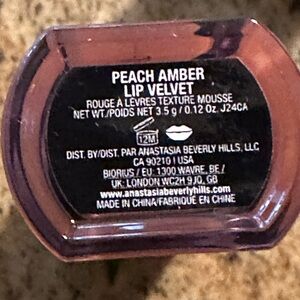 PEACH AMBER
LIP VELVET
ROUGE À LÈVRES TEXTURE MOUSSE
NET WT./POIDS NET 3.5 g / 0.12 Oz. J24CA
12M
DIST. BY/DIST. PAR ANASTASIA BEVERLY HILLS, LLC
CA 90210 | USA
BIORIUS / EU: 1300 WAVRE, BE /
UK: LONDON WC2H 9JQ, GB
www.anastasiabeverlyhills.com
MADE IN CHINA/FABRIQUÉ EN CHINE